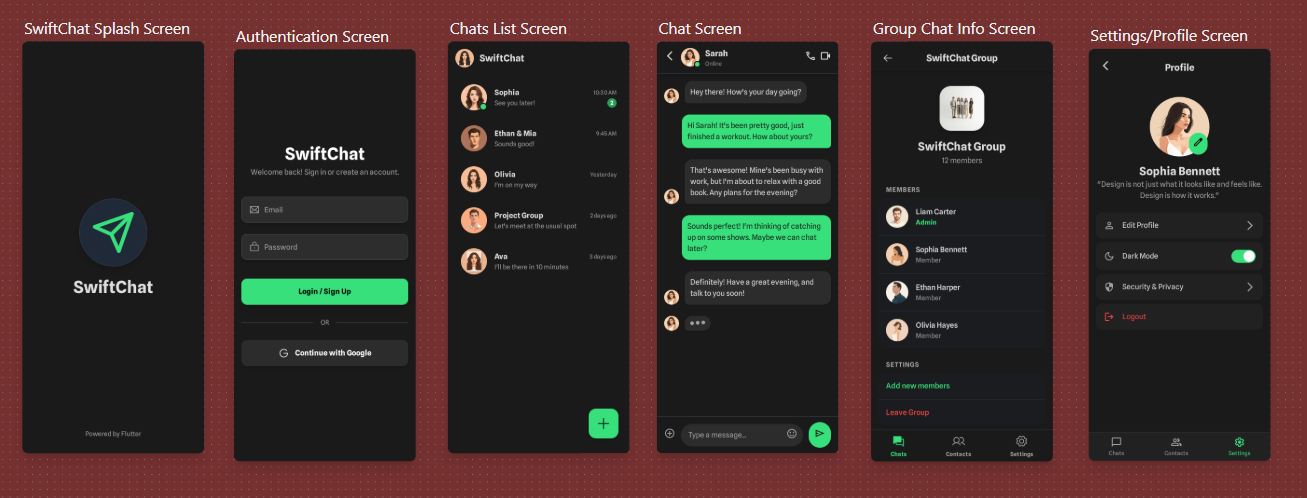 SwiftChat Splash Screen
SwiftChat
Powered by Flutter
Authentication Screen
SwiftChat
Welcome back! Sign in or create an account.
Email
Password
Login / Sign Up
OR
Continue with Google
Chats List Screen
SwiftChat
Sophia
10:30 AM
See you later!
2
Ethan & Mia
9:45 AM
Sounds good!
Olivia
Yesterday
I'm on my way
Project Group
2 days ago
Let's meet at the usual spot
Ava
3 days ago
I'll be there in 10 minutes
Chat Screen
Sarah
Online
Hey there! How's your day going?
Hi Sarah! It's been pretty good, just
finished a workout. How about yours?
That's awesome! Mine's been busy with
work, but I'm about to relax with a good
book. Any plans for the evening?
Sounds perfect! I'm thinking of catching
up on some shows. Maybe we can chat
later?
Definitely! Have a great evening, and
talk to you soon!
Type a message...
Group Chat Info Screen
SwiftChat Group
SwiftChat Group
12 members
MEMBERS
Liam Carter
Admin
Sophia Bennett
Member
Ethan Harper
Member
Olivia Hayes
Member
SETTINGS
Add new members
Leave Group
Chats
Contacts
Settings
Settings/Profile Screen
Profile
Sophia Bennett
"Design is not just what it looks like and feels like.
Design is how it works."
Edit Profile
Dark Mode
Security & Privacy
Logout
Chats
Contacts
Settings